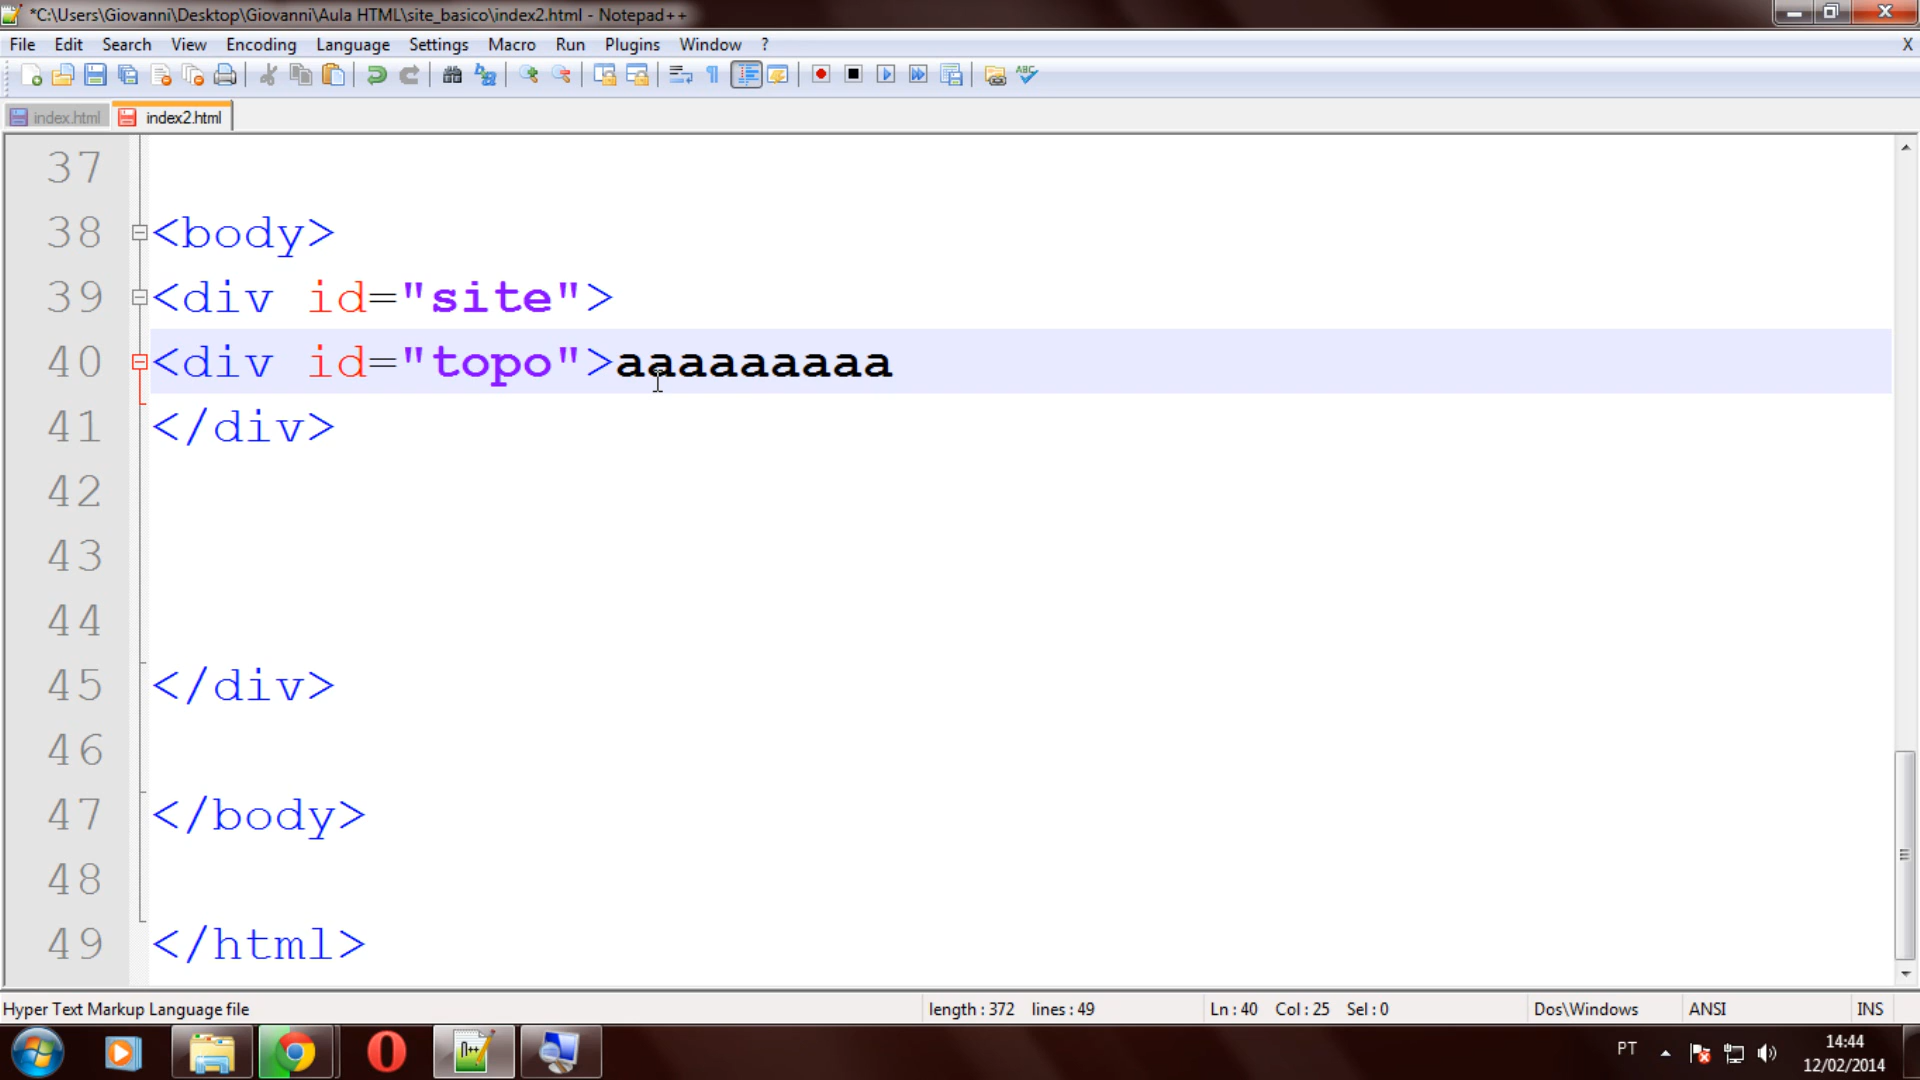 *C:\Users\Giovanni\Desktop\Giovanni\Aula HTML\site_basico\index2.html - Notepad++
File Edit Search View Encoding Language Settings Macro Run Plugins Window ? X
index.html index2.html
37
38 <body>
39 <div id="site">
40 <div id="topo">aaaaaaaaa
41 </div>
42
43
44
45 </div>
46
47 </body>
48
49 </html>
Hyper Text Markup Language file length : 372 lines : 49 Ln : 40 Col : 25 Sel : 0 Dos\Windows ANSI INS
PT 14:44
12/02/2014